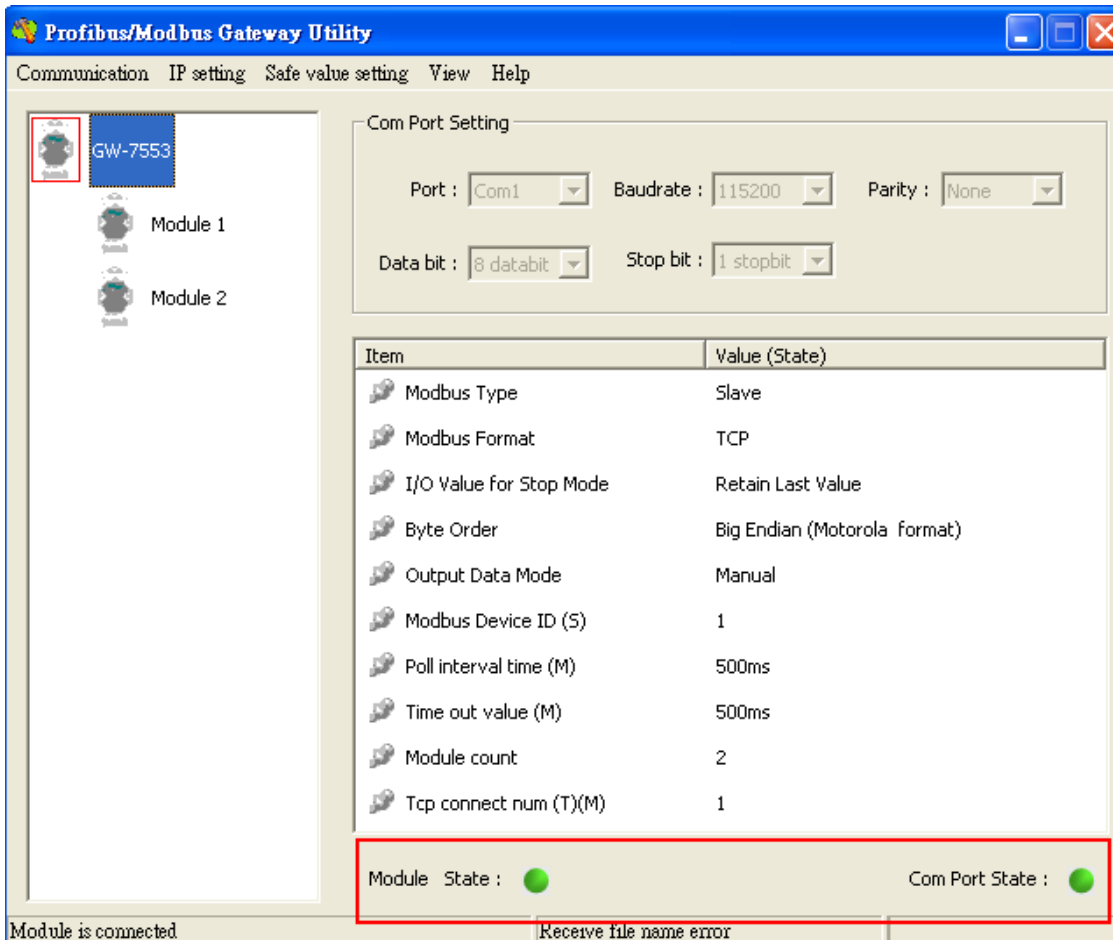 Profibus/Modbus Gateway Utility
Communication IP setting Safe value setting View Help
GW-7553
Module 1
Module 2
Com Port Setting
Port : Com1 Baudrate : 115200 Parity : None
Data bit : 8 databit Stop bit : 1 stopbit
Item Value (State)
Modbus Type Slave
Modbus Format TCP
I/O Value for Stop Mode Retain Last Value
Byte Order Big Endian (Motorola format)
Output Data Mode Manual
Modbus Device ID (S) 1
Poll interval time (M) 500ms
Time out value (M) 500ms
Module count 2
Tcp connect num (T)(M) 1
Module State : Com Port State :
Module is connected Receive file name error